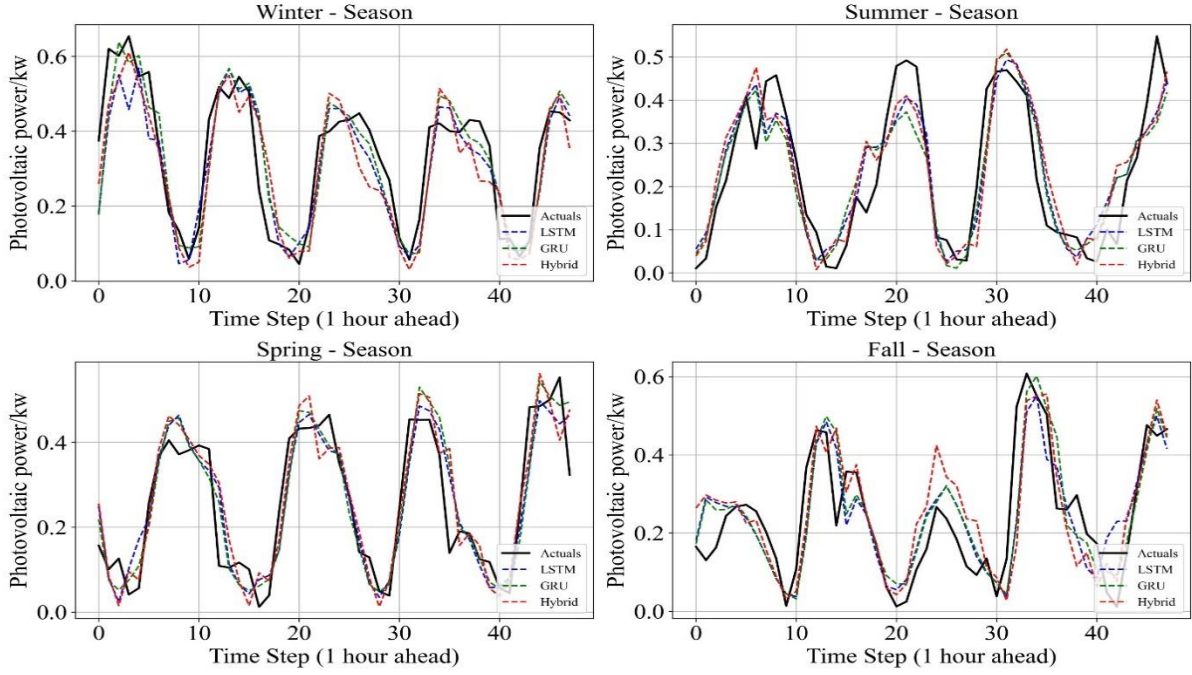 Winter - Season
Photovoltaic power/kw
0.6
0.4
0.2
0.0
0 10 20 30 40
Time Step (1 hour ahead)
Actuals
LSTM
GRU
Hybrid
Summer - Season
Photovoltaic power/kw
0.5
0.4
0.3
0.2
0.1
0.0
0 10 20 30 40
Time Step (1 hour ahead)
Actuals
LSTM
GRU
Hybrid
Spring - Season
Photovoltaic power/kw
0.4
0.2
0.0
0 10 20 30 40
Time Step (1 hour ahead)
Actuals
LSTM
GRU
Hybrid
Fall - Season
Photovoltaic power/kw
0.6
0.4
0.2
0.0
0 10 20 30 40
Time Step (1 hour ahead)
Actuals
LSTM
GRU
Hybrid